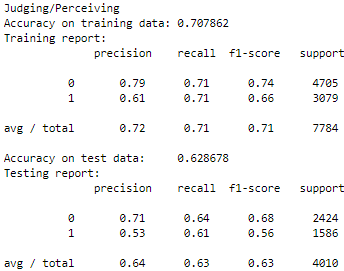 Judging/Perceiving
Accuracy on training data: 0.707862
Training report:
precision recall f1-score support
0 0.79 0.71 0.74 4705
1 0.61 0.71 0.66 3079
avg / total 0.72 0.71 0.71 7784
Accuracy on test data: 0.628678
Testing report:
precision recall f1-score support
0 0.71 0.64 0.68 2424
1 0.53 0.61 0.56 1586
avg / total 0.64 0.63 0.63 4010